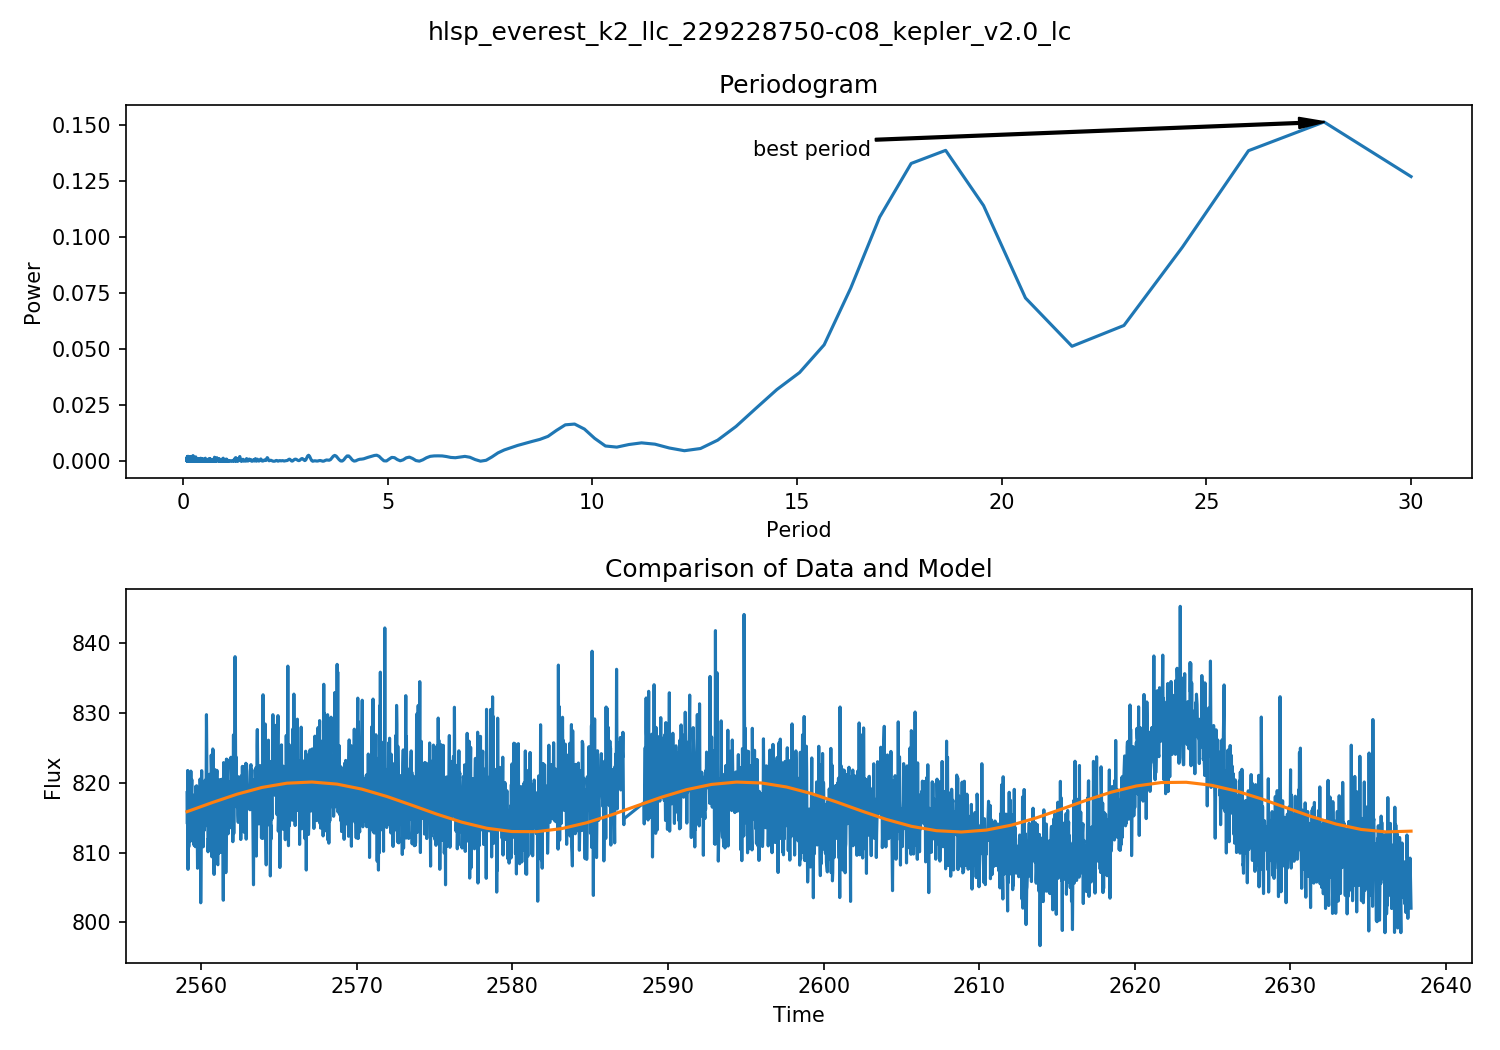 hlsp_everest_k2_llc_229228750-c08_kepler_v2.0_lc
Periodogram
best period
0.150
0.125
0.100
0.075
0.050
0.025
0.000
Power
0 5 10 15 20 25 30
Period
Comparison of Data and Model
840
830
820
810
800
Flux
2560 2570 2580 2590 2600 2610 2620 2630 2640
Time